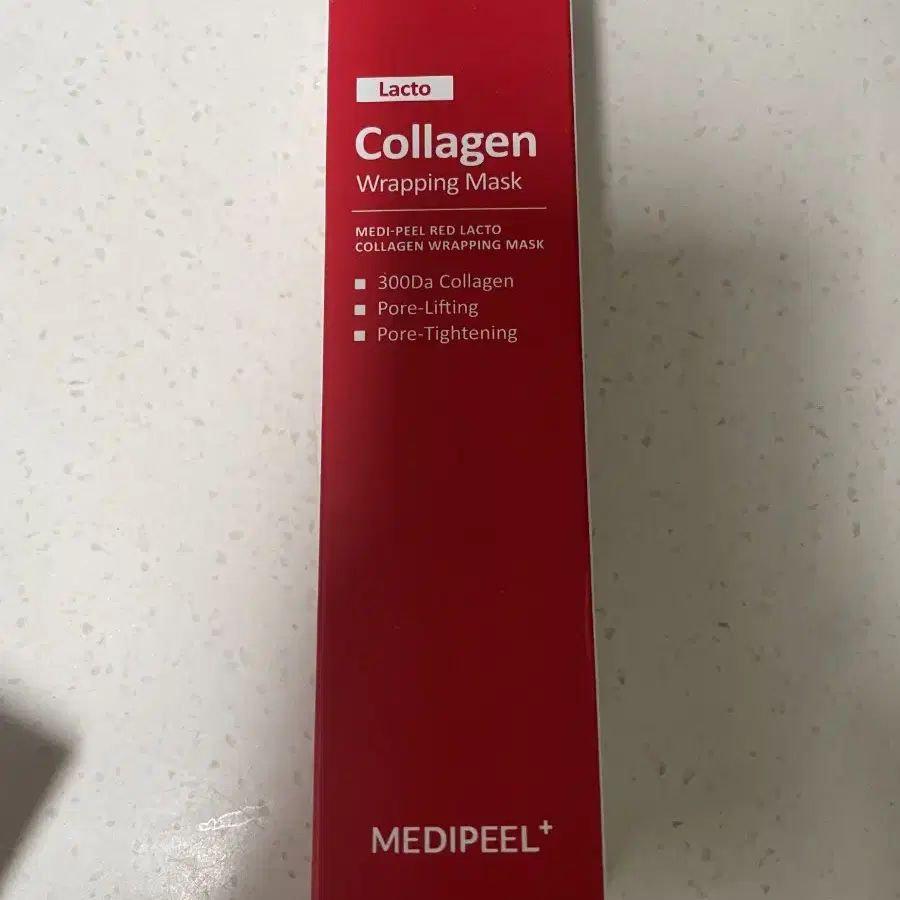 Lacto
Collagen
Wrapping Mask
MEDI-PEEL RED LACTO
COLLAGEN WRAPPING MASK
300Da Collagen
Pore-Lifting
Pore-Tightening
MEDIPEEL+